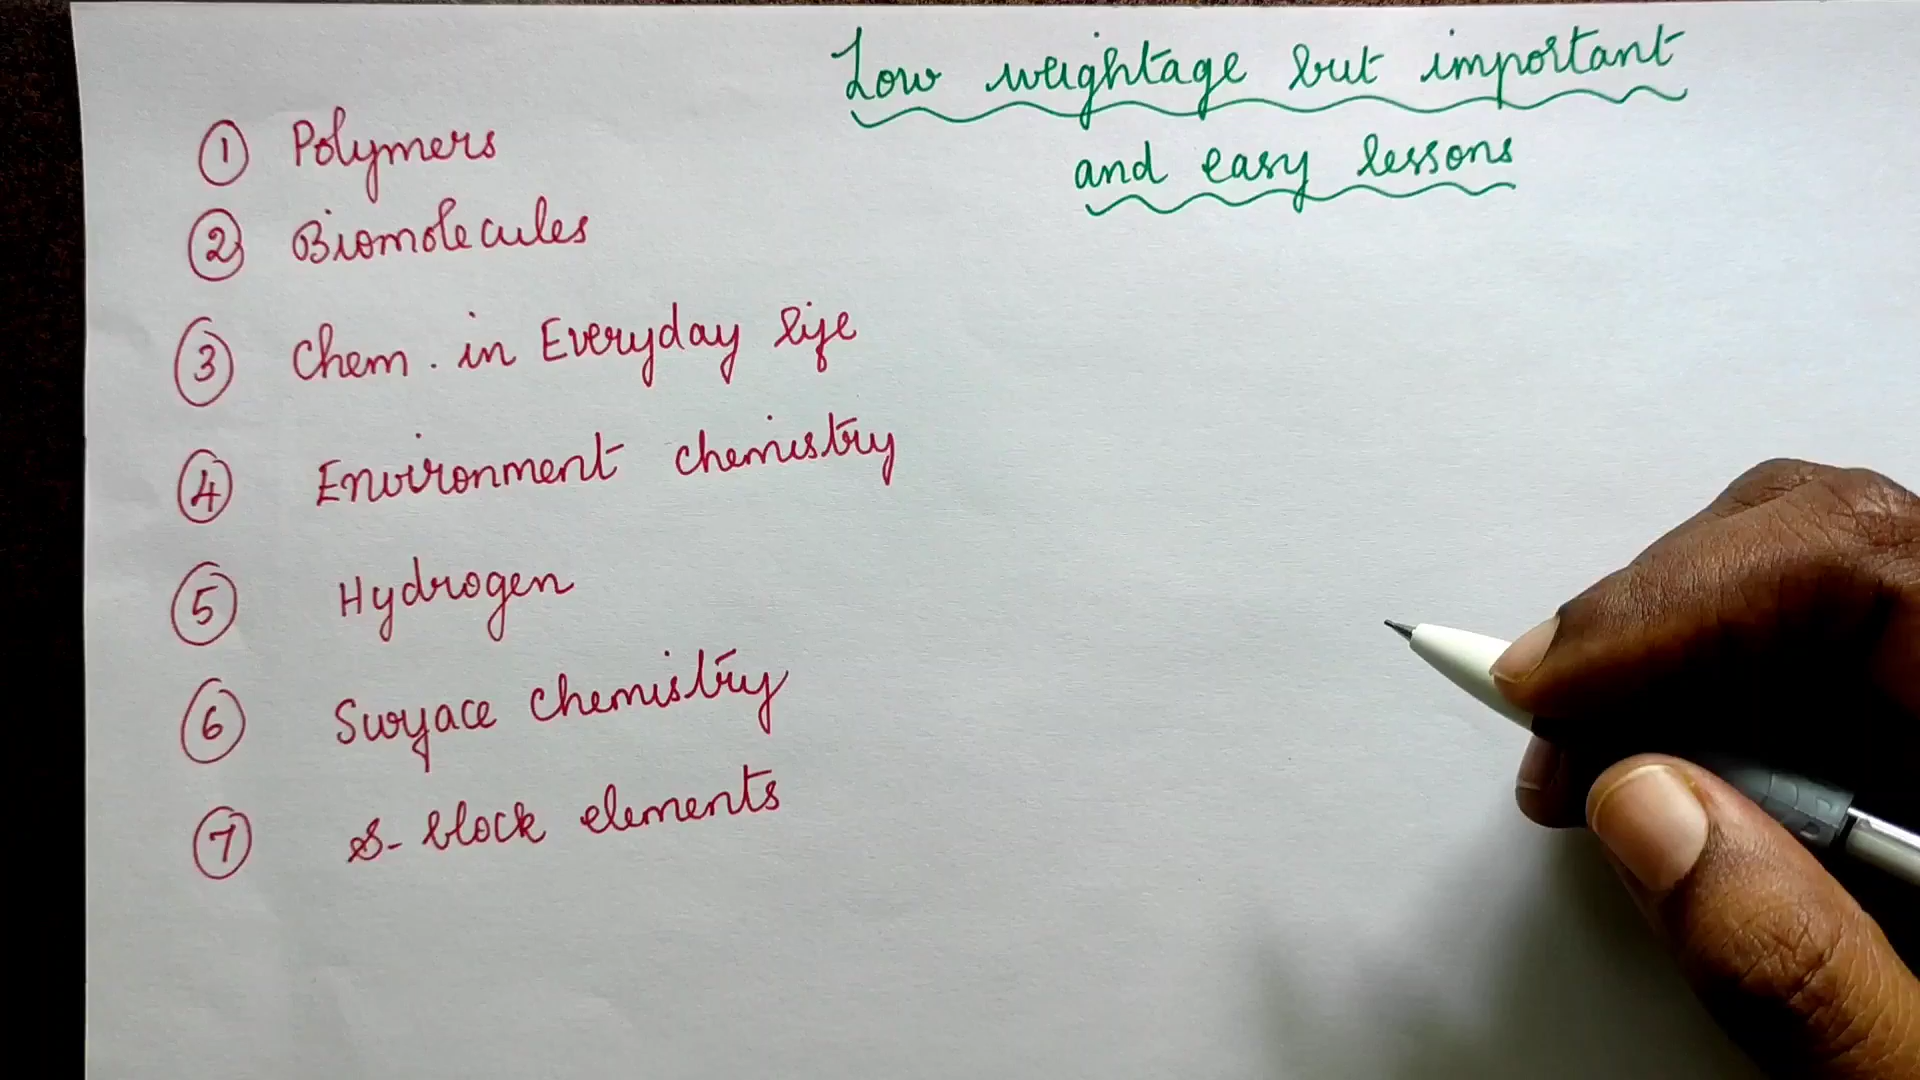 Low weightage but important
and easy lessons
1 Polymers
2 Biomolecules
3 Chem. in Everyday life
4 Environment chemistry
5 Hydrogen
6 Surface chemistry
7 S-block elements